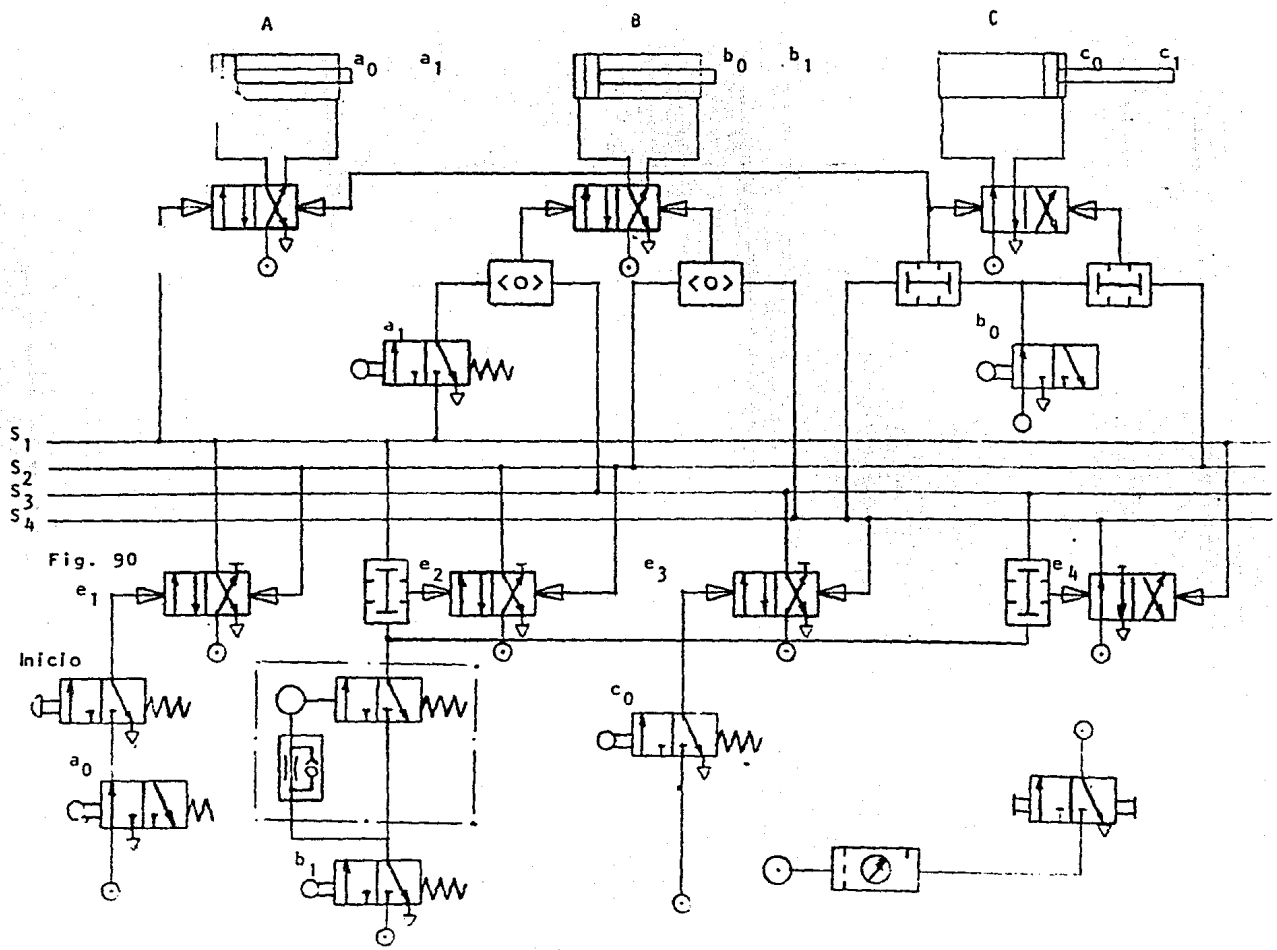 A B C
a0 a1 b0 b1 c0 c1
a1
b0
S1
S2
S3
S4
Fig. 90
e1 e2 e3 e4
Inicio
c0
a0
b1